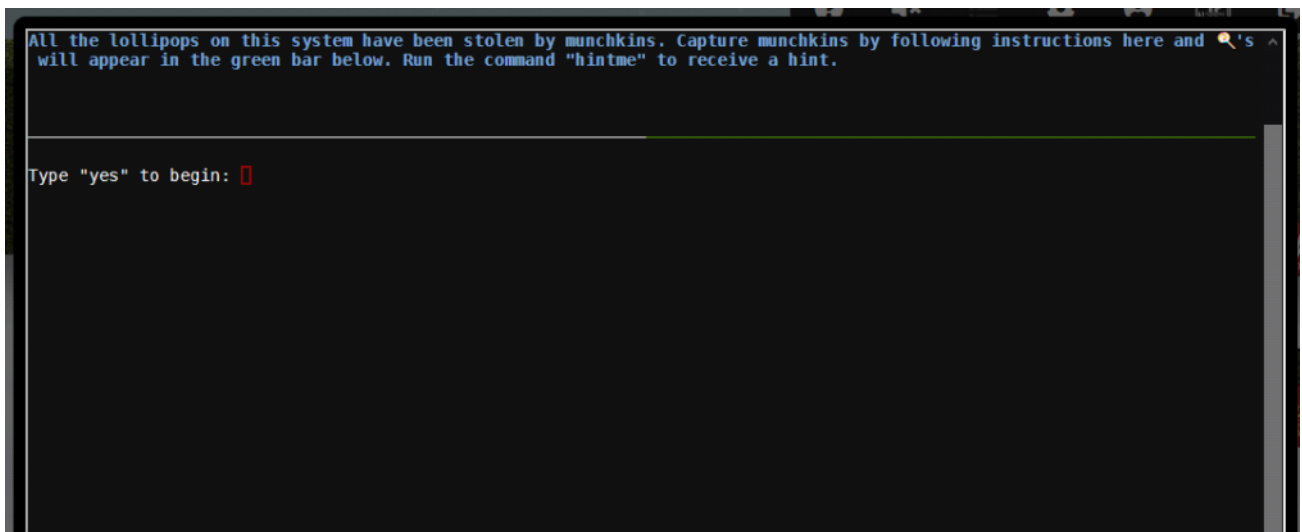 All the lollipops on this system have been stolen by munchkins. Capture munchkins by following instructions here and 🍭's
will appear in the green bar below. Run the command "hintme" to receive a hint.
Type "yes" to begin: